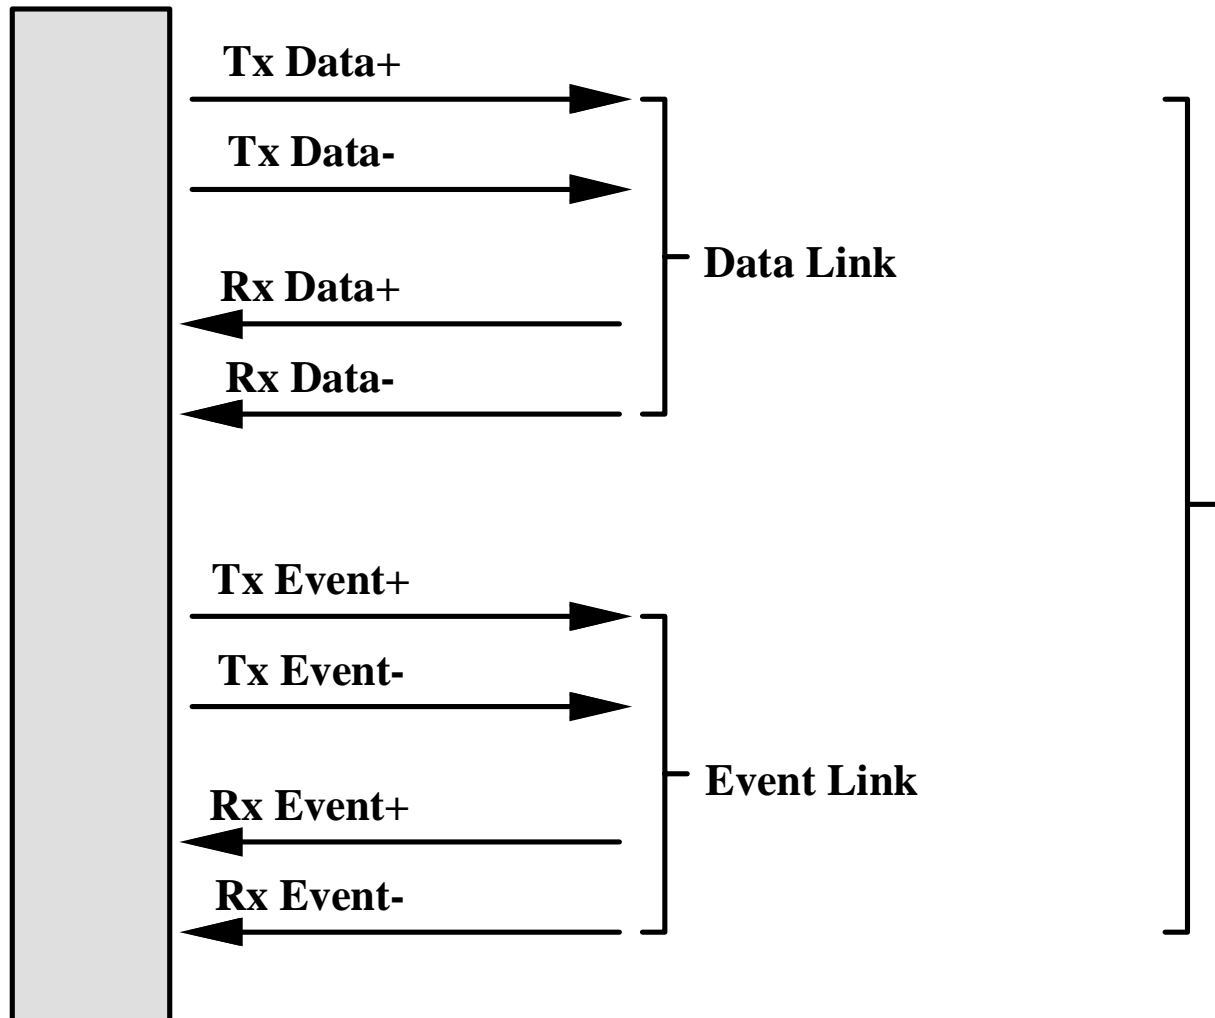 Tx Data+
Tx Data-
Data Link
Rx Data+
Rx Data-
Tx Event+
Tx Event-
Event Link
Rx Event+
Rx Event-